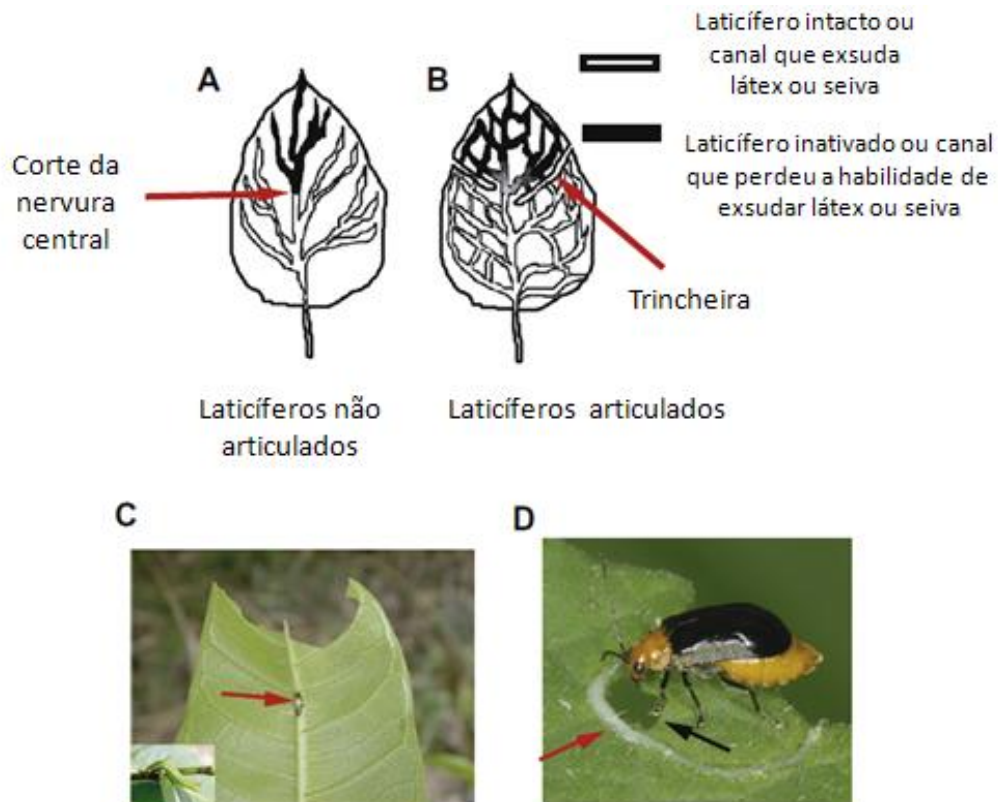 A
B
Laticífero intacto ou
canal que exsuda
látex ou seiva
Laticífero inativado ou canal
que perdeu a habilidade de
exsudar látex ou seiva
Corte da
nervura
central
Trincheira
Laticíferos não
articulados
Laticíferos articulados
C
D